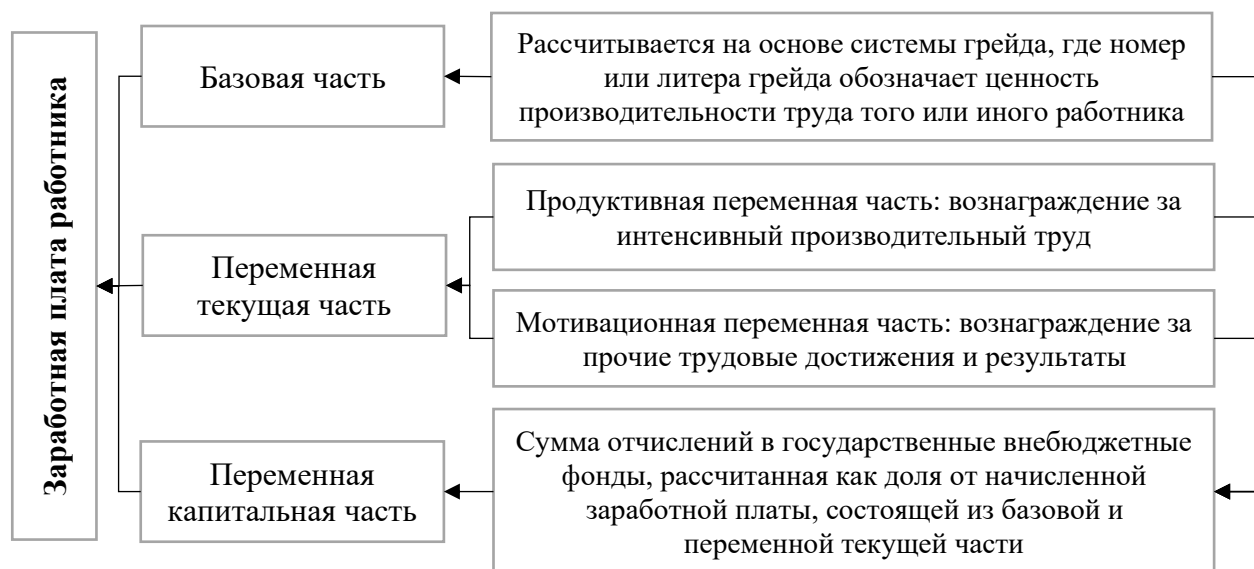 Заработная плата работника
Базовая часть
Рассчитывается на основе системы грейда, где номер
или литера грейда обозначает ценность
производительности труда того или иного работника
Переменная
текущая часть
Продуктивная переменная часть: вознаграждение за
интенсивный производительный труд
Мотивационная переменная часть: вознаграждение за
прочие трудовые достижения и результаты
Переменная
капитальная часть
Сумма отчислений в государственные внебюджетные
фонды, рассчитанная как доля от начисленной
заработной платы, состоящей из базовой и
переменной текущей части